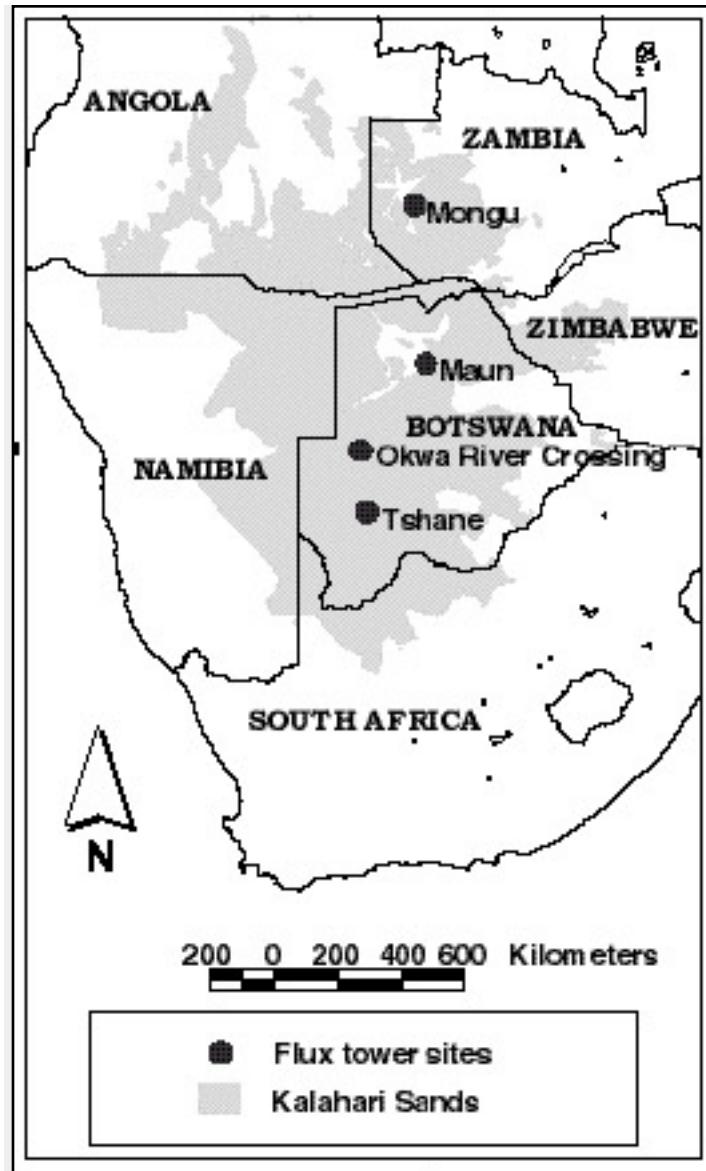 ANGOLA
ZAMBIA
Mongu
ZIMBABWE
Maun
BOTSWANA
Okwa River Crossing
NAMIBIA
Tshane
SOUTH AFRICA
N
200 0 200 400 600 Kilometers
Flux tower sites
Kalahari Sands